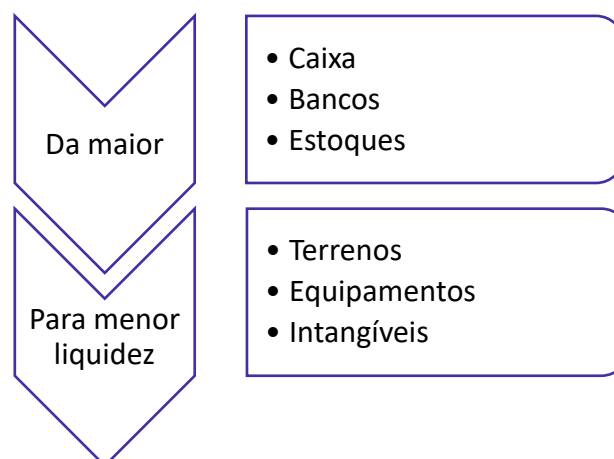 Da maior
• Caixa
• Bancos
• Estoques
Para menor
liquidez
• Terrenos
• Equipamentos
• Intangíveis